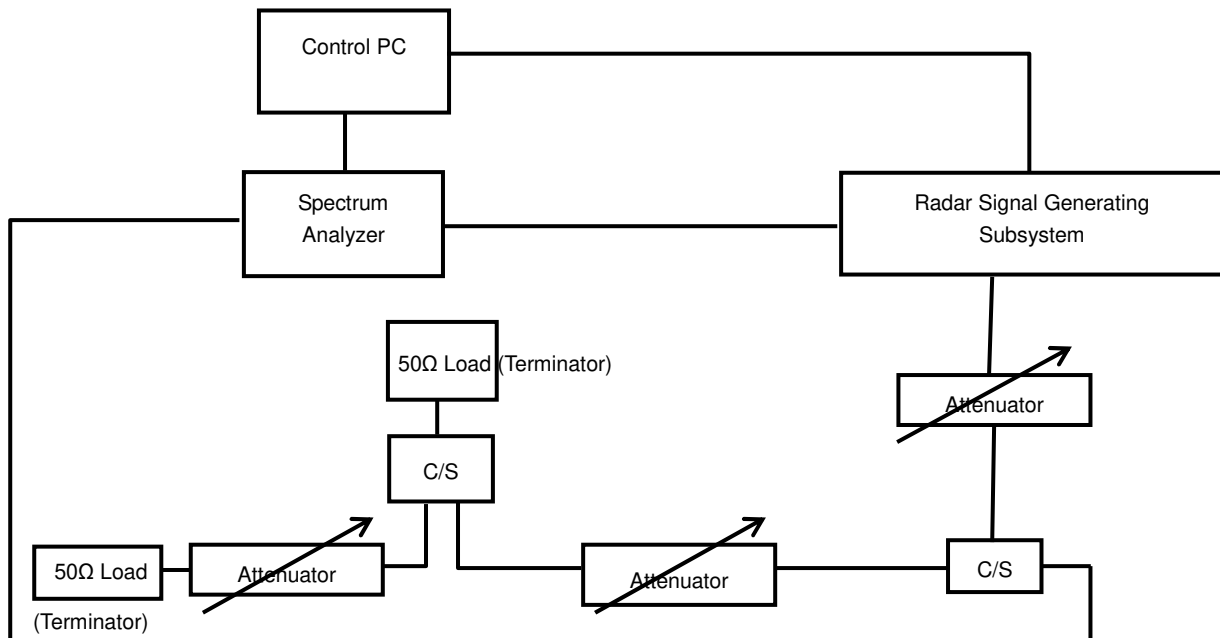 Control PC
Spectrum
Analyzer
Radar Signal Generating
Subsystem
50Ω Load (Terminator)
Attenuator
C/S
50Ω Load
(Terminator)
Attenuator
Attenuator
C/S